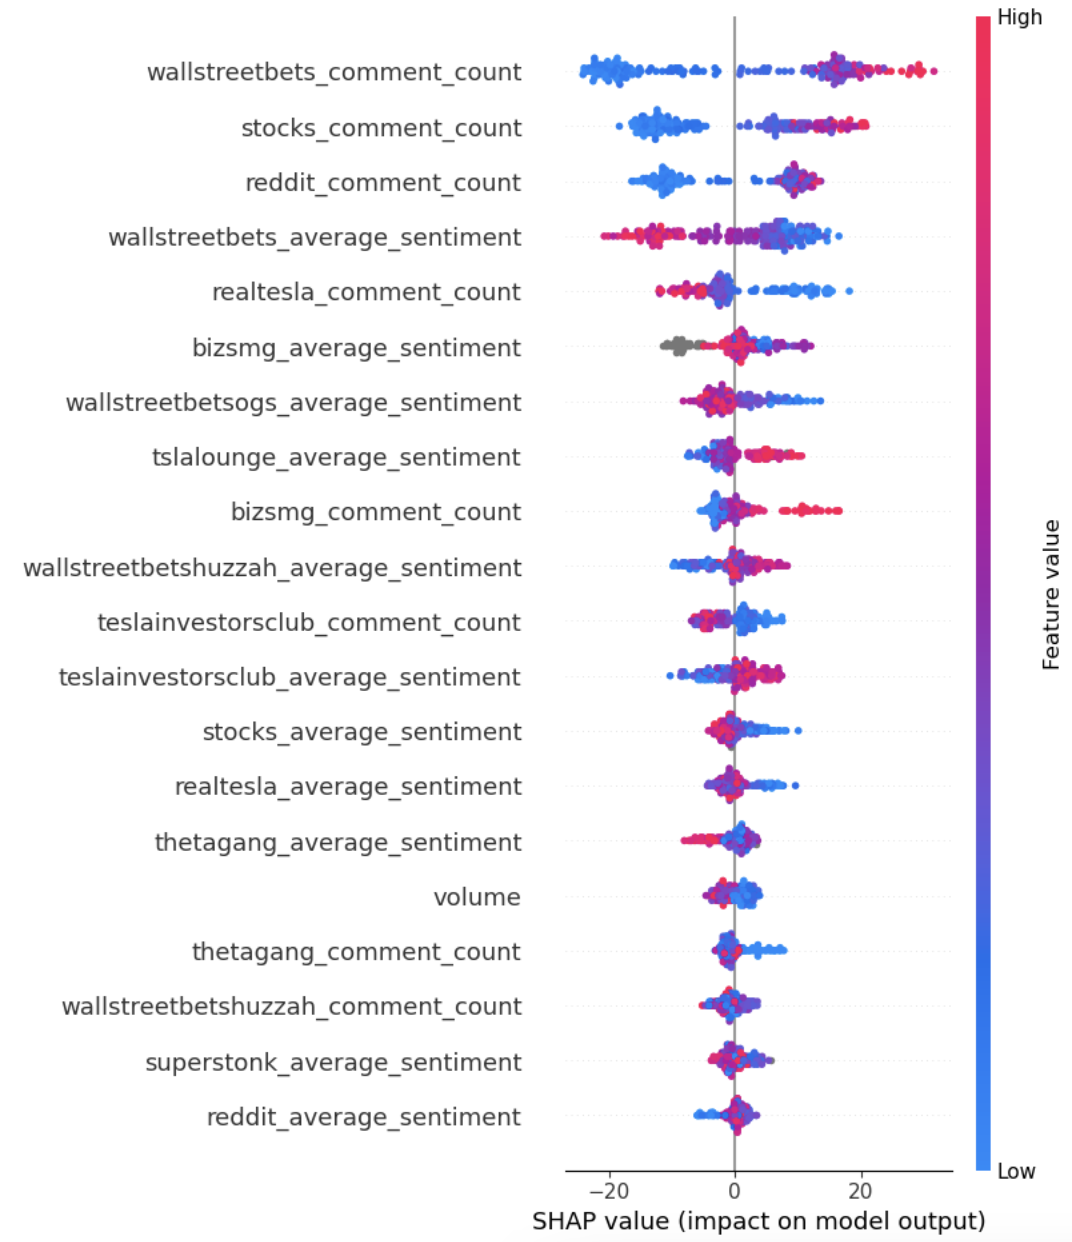 High
wallstreetbets_comment_count
stocks_comment_count
reddit_comment_count
wallstreetbets_average_sentiment
realtesla_comment_count
bizsmg_average_sentiment
wallstreetbetsogs_average_sentiment
tslalounge_average_sentiment
bizsmg_comment_count
wallstreetbetshuzzah_average_sentiment
teslainvestorsclub_comment_count
teslainvestorsclub_average_sentiment
stocks_average_sentiment
realtesla_average_sentiment
thetagang_average_sentiment
volume
thetagang_comment_count
wallstreetbetshuzzah_comment_count
superstonk_average_sentiment
reddit_average_sentiment
Feature value
Low
−20 0 20
SHAP value (impact on model output)